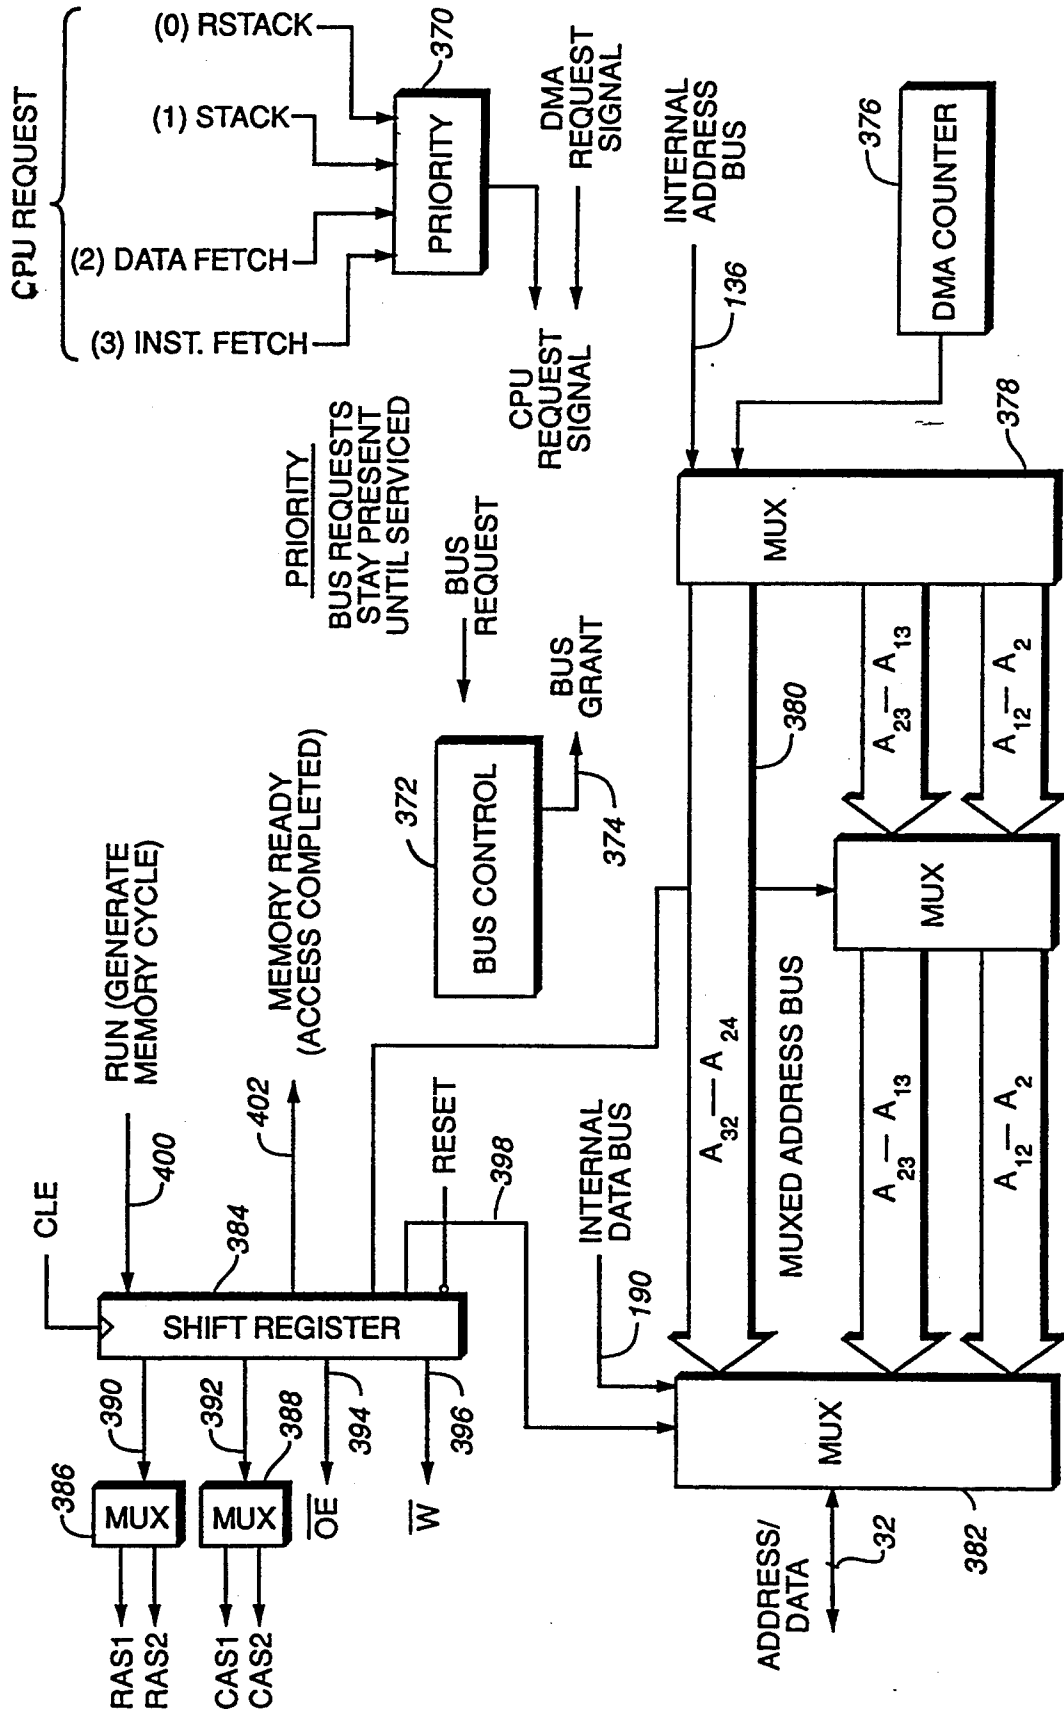 CPU REQUEST
(0) RSTACK
(1) STACK
(2) DATA FETCH
(3) INST. FETCH
370
PRIORITY
CPU
REQUEST
SIGNAL
DMA
REQUEST
SIGNAL
PRIORITY
BUS REQUESTS
STAY PRESENT
UNTIL SERVICED
BUS
REQUEST
372
BUS CONTROL
BUS
GRANT
374
RUN (GENERATE
MEMORY CYCLE)
400
CLE
MEMORY READY
(ACCESS COMPLETED)
402
384
SHIFT REGISTER
RESET
398
390
392
394
396
386
MUX
388
MUX
RAS1
RAS2
CAS1
CAS2
OE
W
INTERNAL
ADDRESS
BUS
136
376
DMA COUNTER
378
MUX
380
A32 — A24
A23 — A13
A12 — A2
MUX
MUXED ADDRESS BUS
A23 — A13
A12 — A2
INTERNAL
DATA BUS
190
MUX
382
ADDRESS/
DATA
32